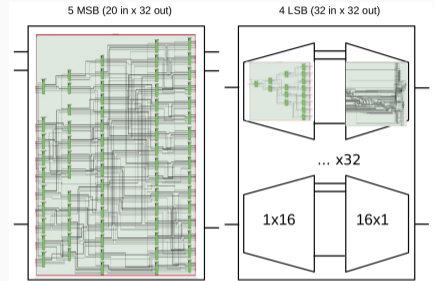 5 MSB (20 in x 32 out)
4 LSB (32 in x 32 out)
... x32
1x16
16x1